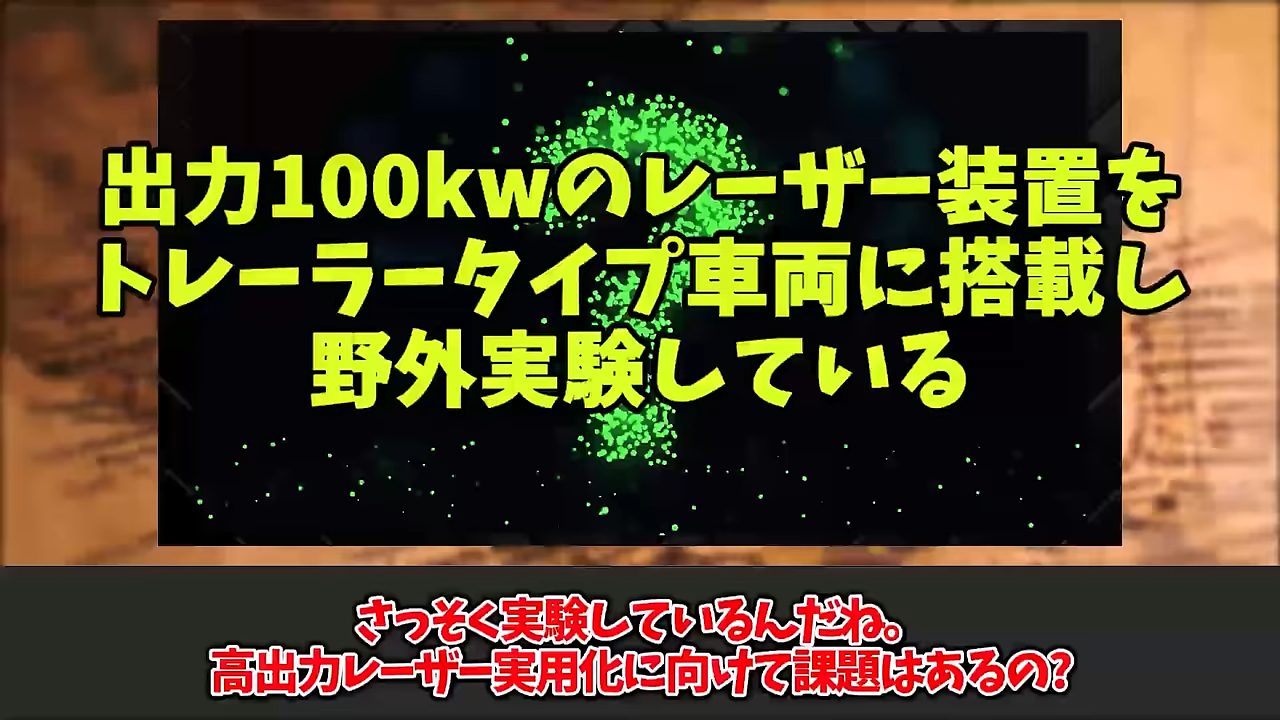 出力100kwのレーザー装置を
トレーラータイプ車両に搭載し
野外実験している
さっそく実験しているんだね。
高出力レーザー実用化に向けて課題はあるの?